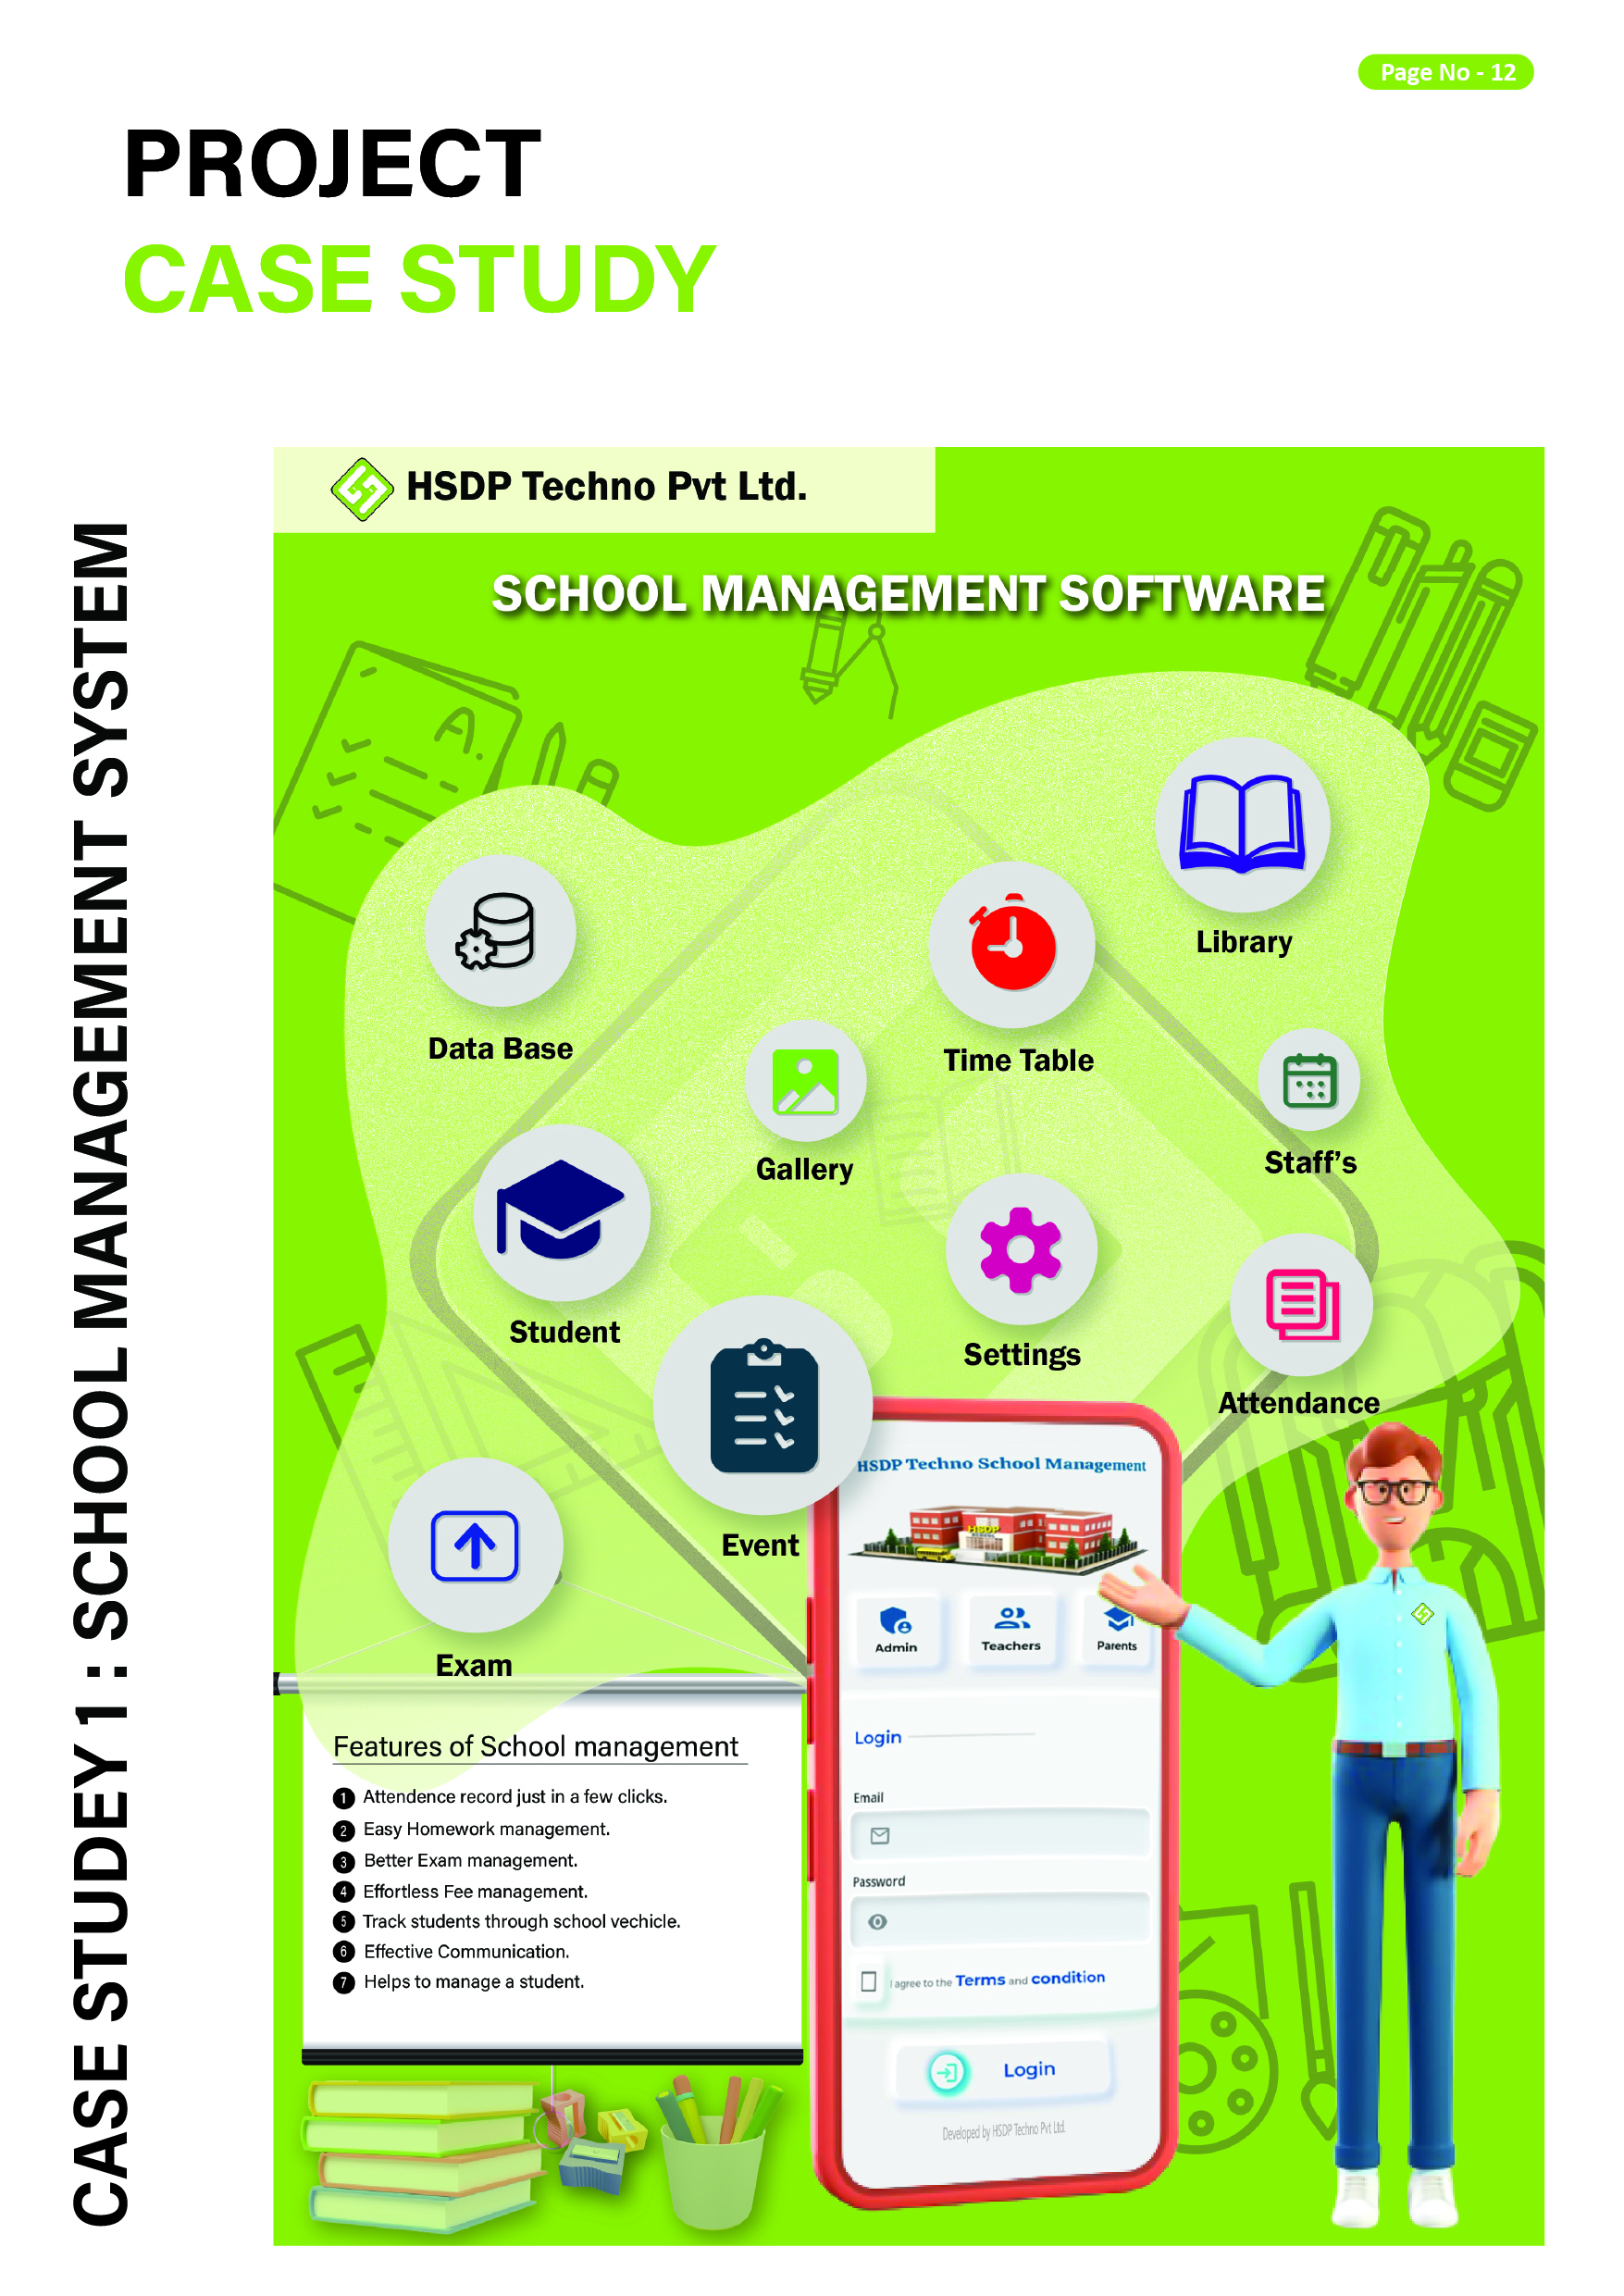 Page No - 12
PROJECT
CASE STUDY
CASE STUDEY 1 : SCHOOL MANAGEMENT SYSTEM
HSDP Techno Pvt Ltd.
SCHOOL MANAGEMENT SOFTWARE
A.
Library
Data Base
Time Table
Gallery
Staff's
Student
Settings
Attendance
Event
Exam
HSDP Techno School Management
HSDP
Admin
Teachers
Parents
Login
Email
Password
I agree to the Terms and condition
Login
Developed by HSDP Techno Pvt Ltd.
Features of School management
1 Attendence record just in a few clicks.
2 Easy Homework management.
3 Better Exam management.
4 Effortless Fee management.
5 Track students through school vechicle.
6 Effective Communication.
7 Helps to manage a student.